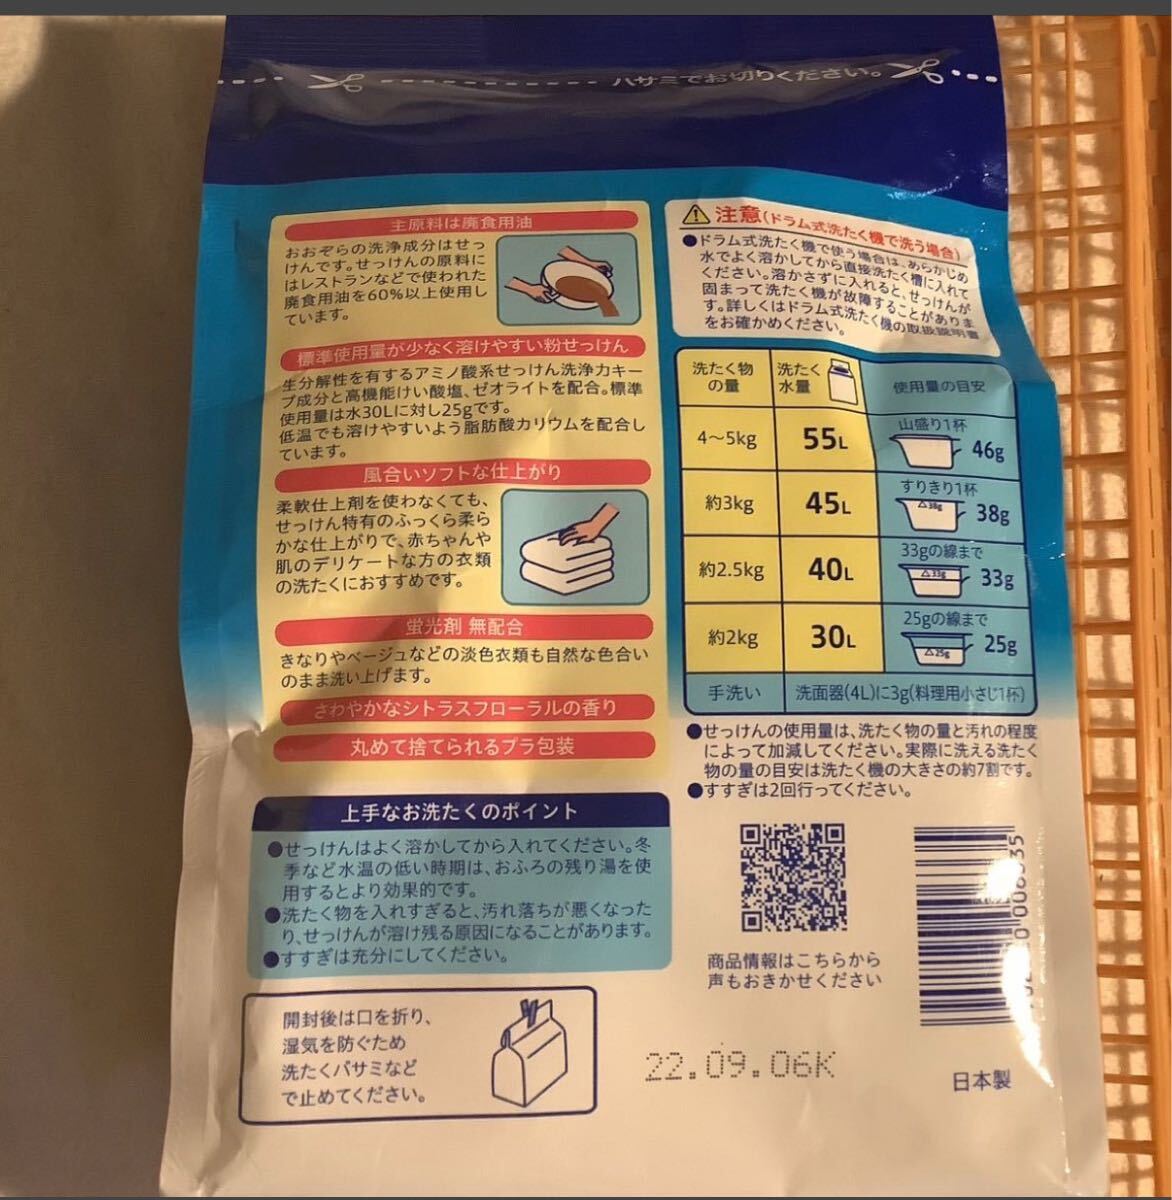 ハサミでお切りください。
主原料は廃食用油
おおぞらの洗浄成分はせっ
けんです。せっけんの原料に
はレストランなどで使われた
廃食用油を60%以上使用し
ています。
標準使用量が少なく溶けやすい粉せっけん
生分解性を有するアミノ酸系せっけん洗浄力キー
プ成分と高機能けい酸塩、ゼオライトを配合。標準
使用量は水30Lに対し25gです。
低温でも溶けやすいよう脂肪酸カリウムを配合し
ています。
風合いソフトな仕上がり
柔軟仕上剤を使わなくても、
せっけん特有のふっくら柔ら
かな仕上がりで、赤ちゃんや
肌のデリケートな方の衣類
の洗たくにおすすめです。
蛍光剤 無配合
きなりやベージュなどの淡色衣類も自然な色合い
のまま洗い上げます。
さわやかなシトラスフローラルの香り
丸めて捨てられるプラ包装
上手なお洗たくのポイント
●せっけんはよく溶かしてから入れてください。冬
季など水温の低い時期は、おふろの残り湯を使
用するとより効果的です。
●洗たく物を入れすぎると、汚れ落ちが悪くなった
り、せっけんが溶け残る原因になることがあります。
●すすぎは充分にしてください。
開封後は口を折り、
湿気を防ぐため
洗たくバサミなど
で止めてください。
注意(ドラム式洗たく機で洗う場合)
●ドラム式洗たく機で使う場合は、あらかじめ
水でよく溶かしてから直接洗たく槽に入れて
ください。溶かさずに入れると、せっけんが
固まって洗たく機が故障することがありま
す。詳しくはドラム式洗たく機の取扱説明書
をお確かめください。
洗たく物の量 洗たく水量 使用量の目安
4〜5kg 55L 山盛り1杯 46g
約3kg 45L すりきり1杯 △38g 38g
約2.5kg 40L 33gの線まで △33g 33g
約2kg 30L 25gの線まで △25g 25g
手洗い 洗面器(4L)に3g(料理用小さじ1杯)
●せっけんの使用量は、洗たく物の量と汚れの程度
によって加減してください。実際に洗える洗たく
物の量の目安は洗たく機の大きさの約7割です。
●すすぎは2回行ってください。
商品情報はこちらから
声もおきかせください
22.09.06K
日本製